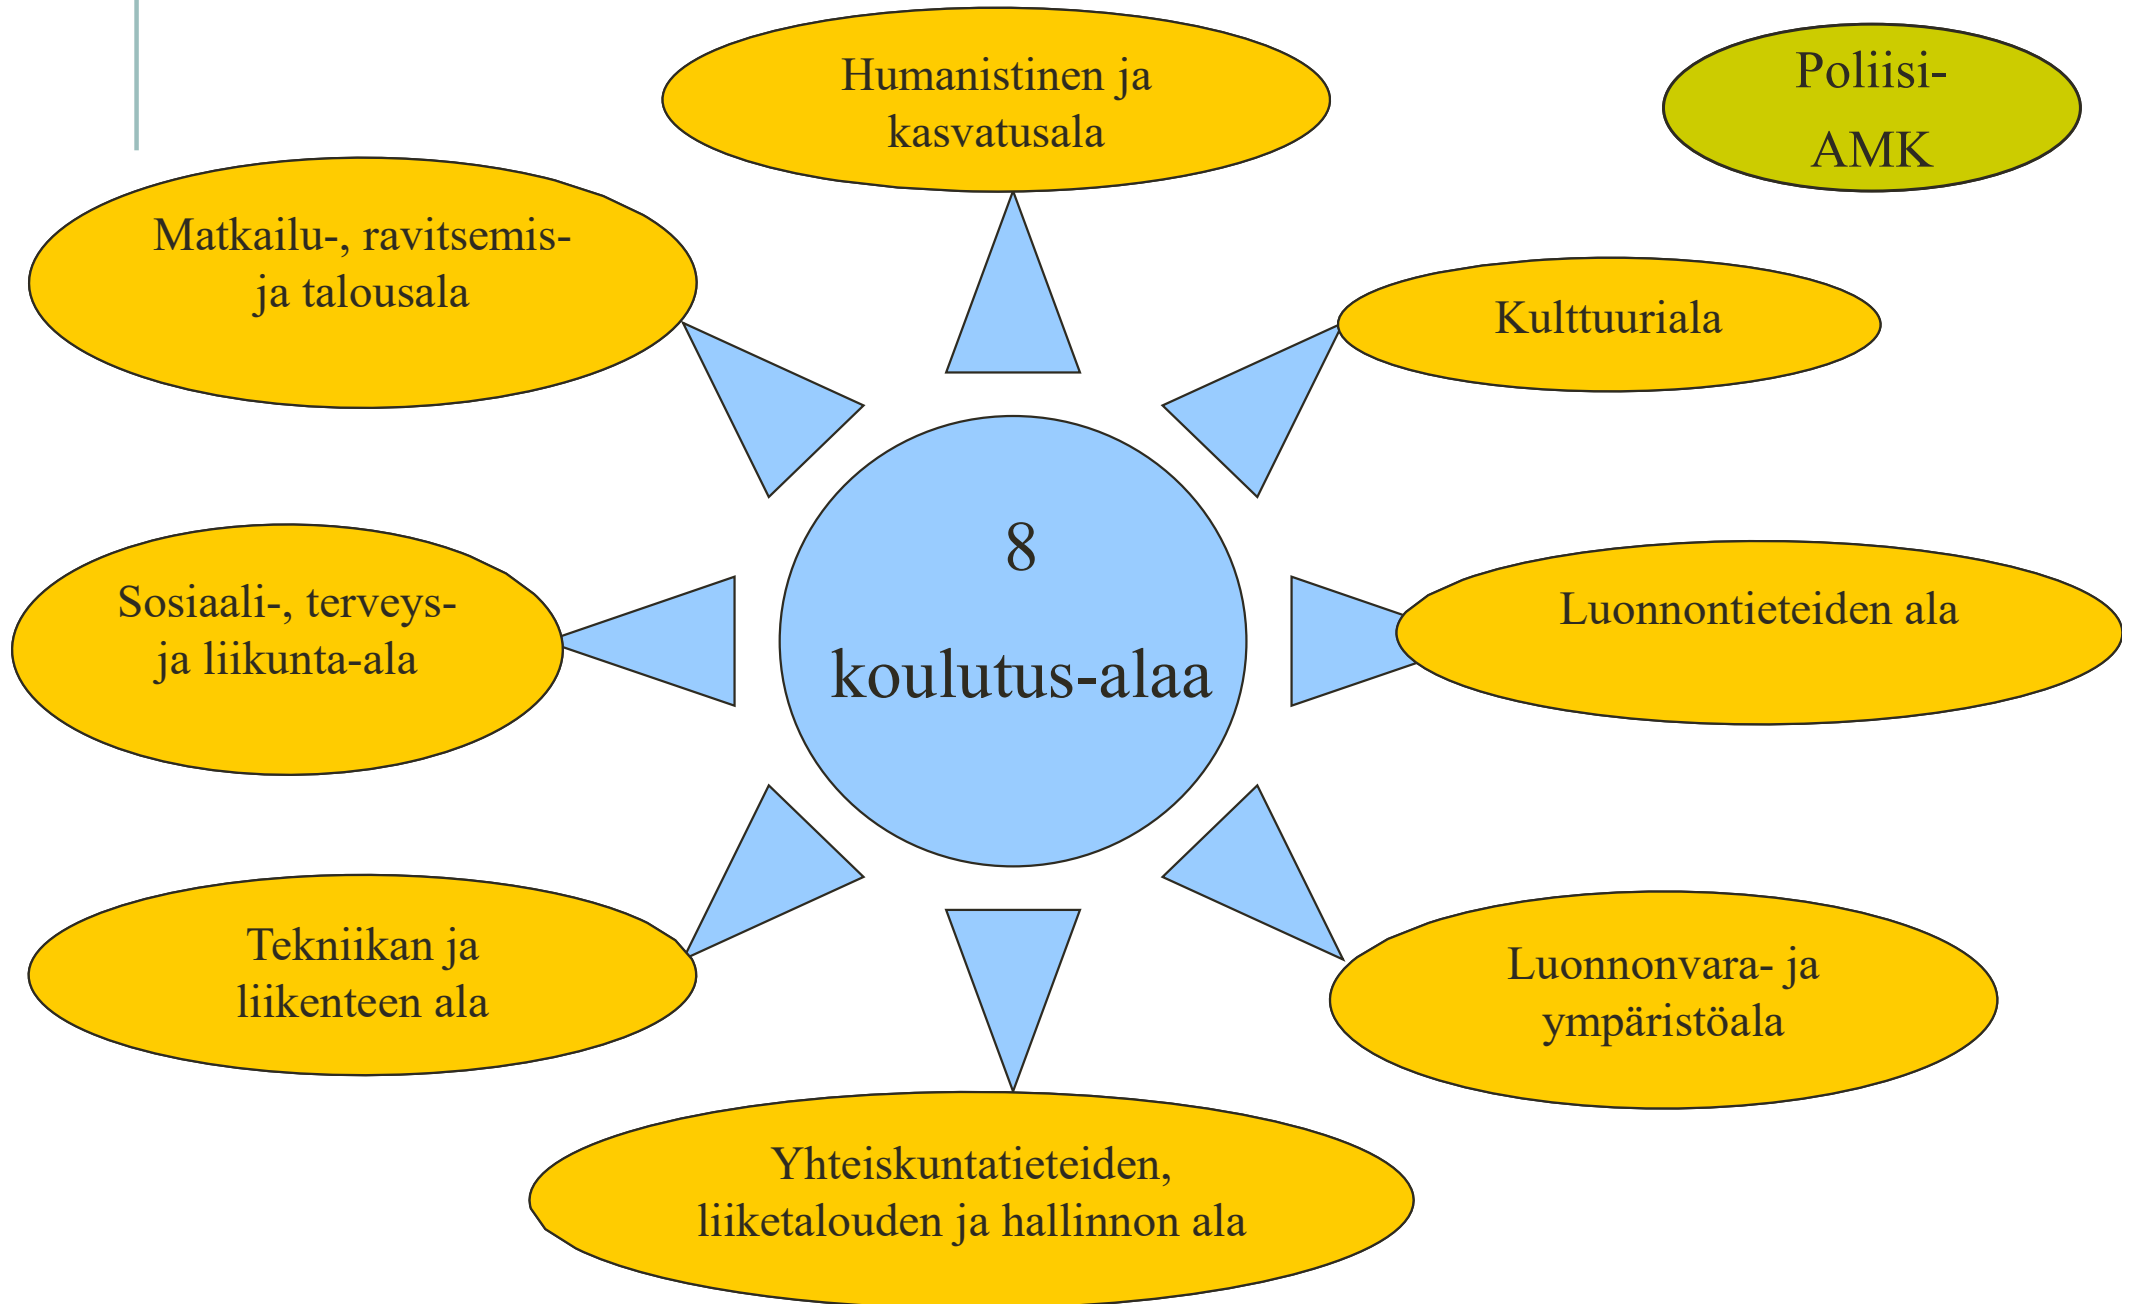 Humanistinen ja
kasvatusala
Poliisi-
AMK
Matkailu-, ravitsemis-
ja talousala
Kulttuuriala
8
koulutus-alaa
Sosiaali-, terveys-
ja liikunta-ala
Luonnontieteiden ala
Tekniikan ja
liikenteen ala
Luonnonvara- ja
ympäristöala
Yhteiskuntatieteiden,
liiketalouden ja hallinnon ala